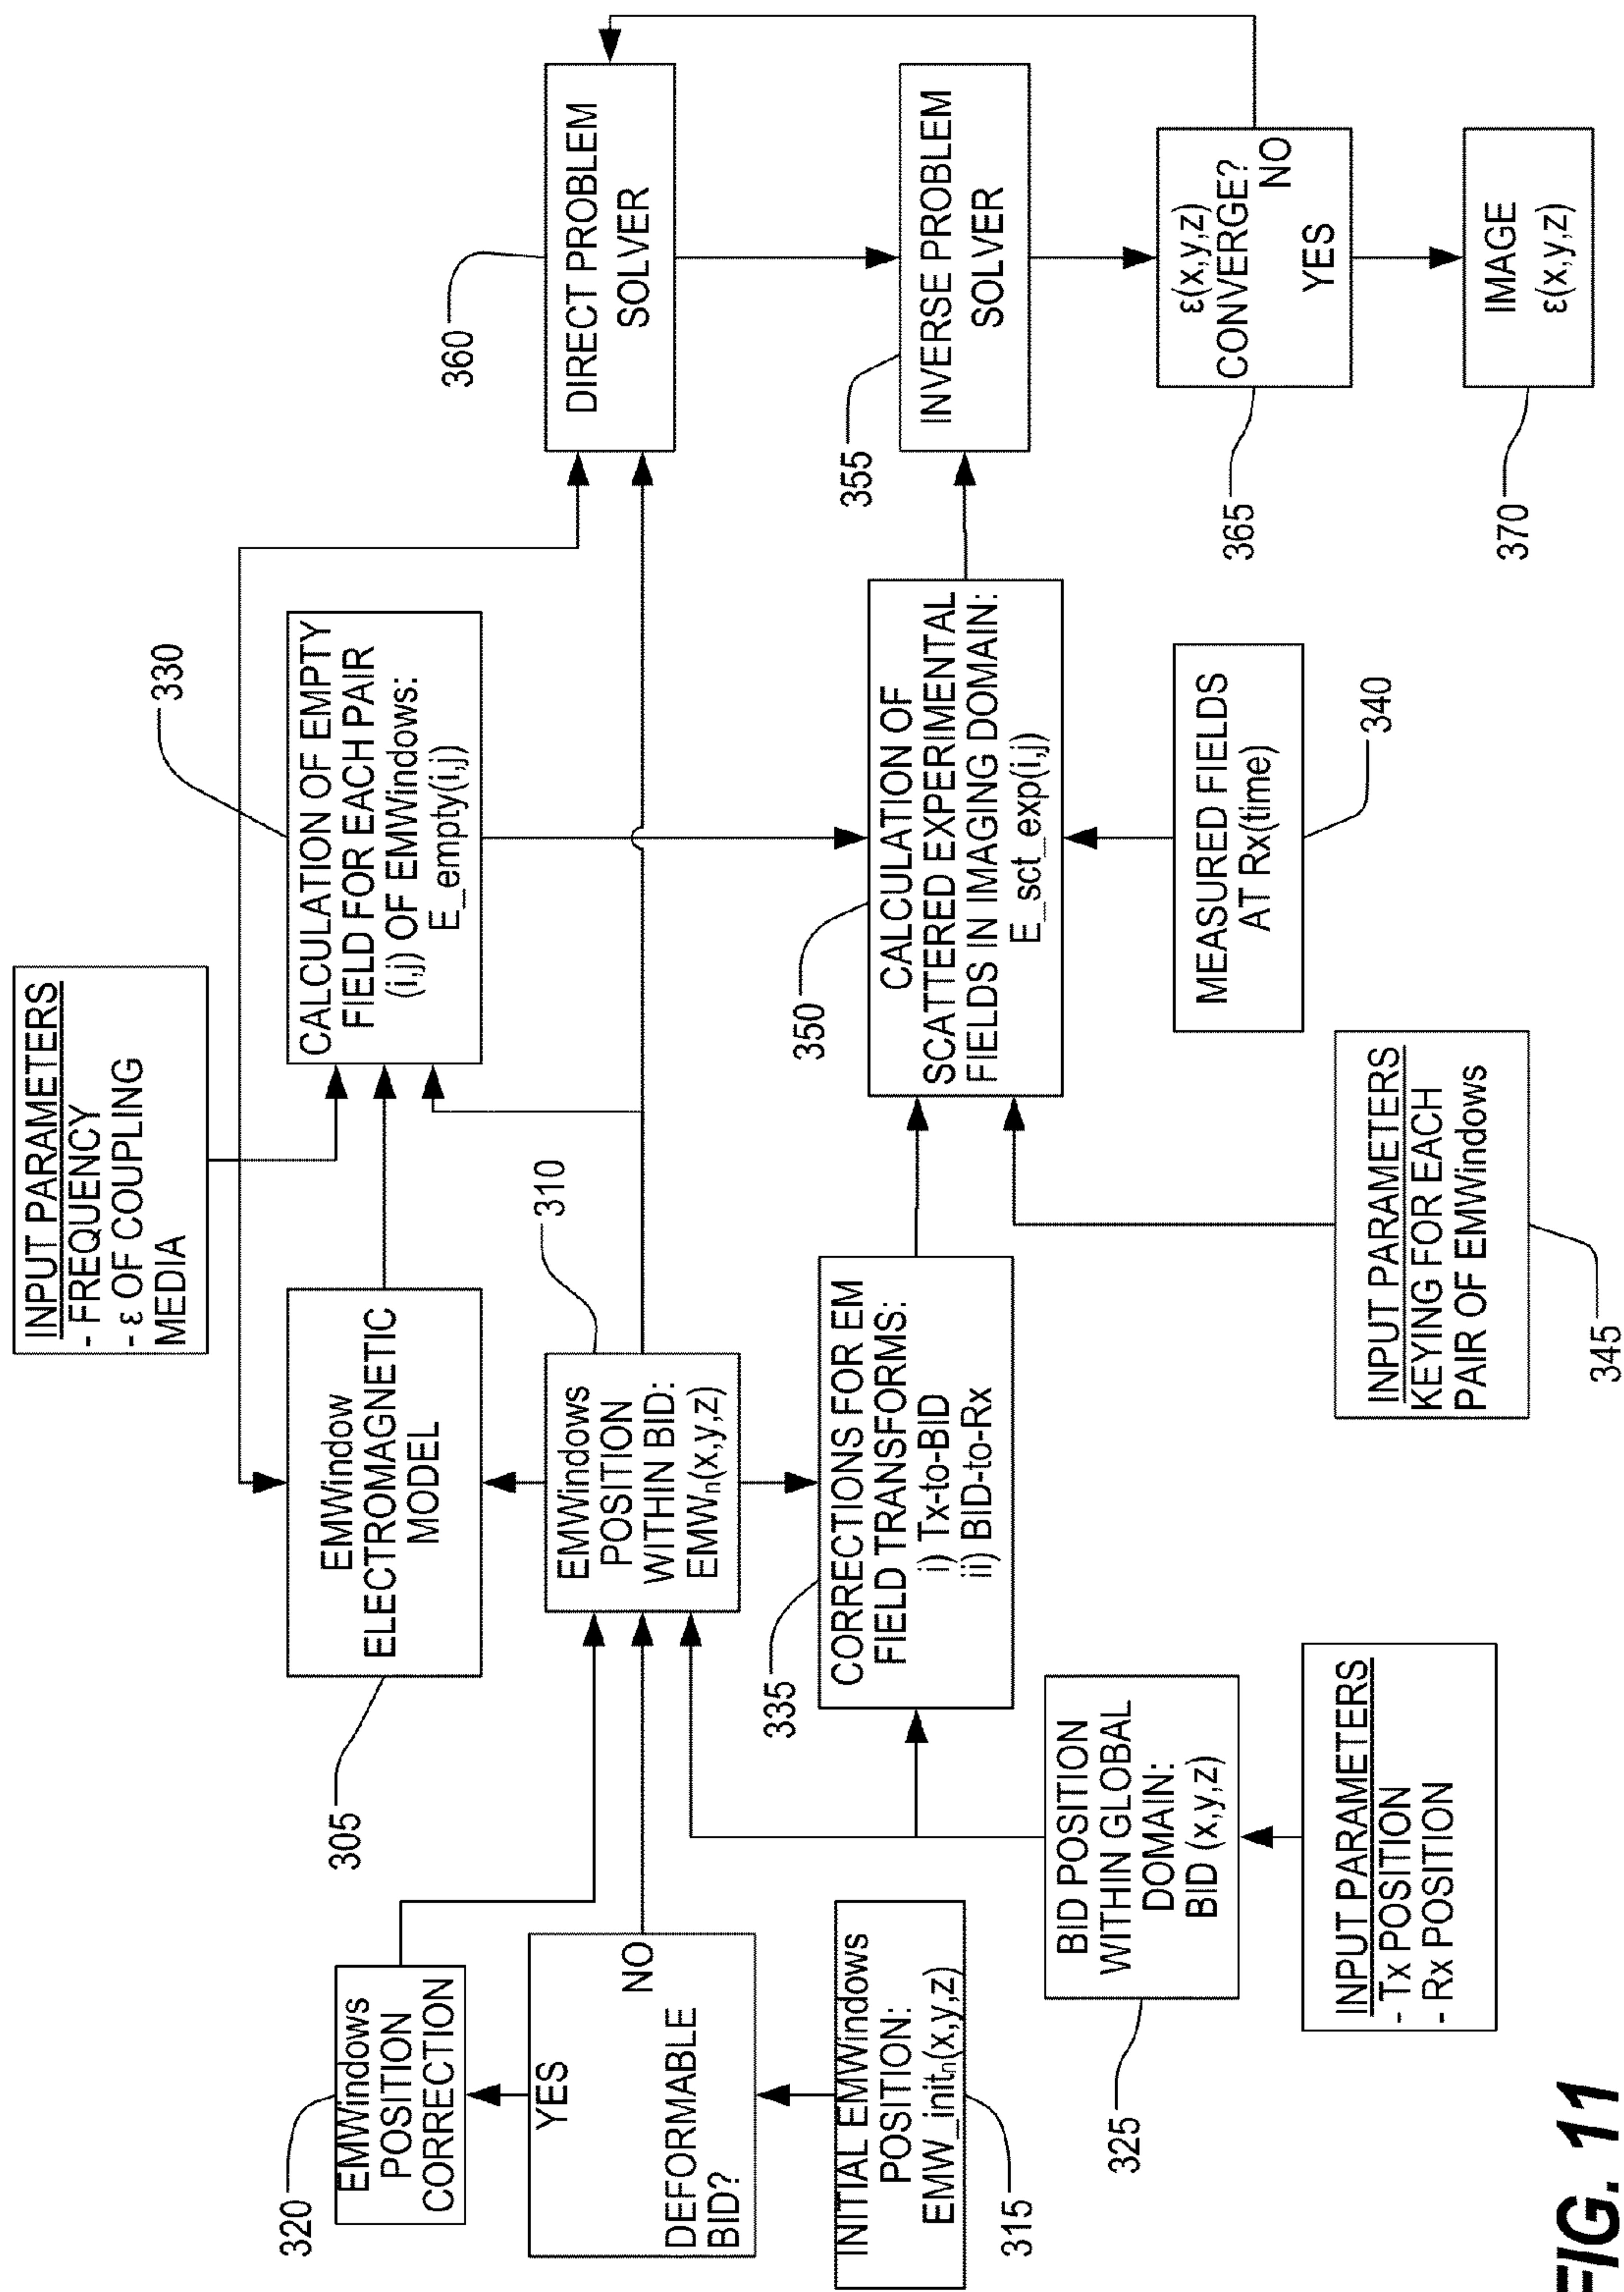 INPUT PARAMETERS
- FREQUENCY
- ε OF COUPLING
MEDIA
320
EMWindows
POSITION
CORRECTION
YES
NO
DEFORMABLE
BID?
INITIAL EMWindows
POSITION:
EMW_init_n(x,y,z)
315
305
EMWindow
ELECTROMAGNETIC
MODEL
310
EMWindows
POSITION
WITHIN BID:
EMW_n(x,y,z)
335
CORRECTIONS FOR EM
FIELD TRANSFORMS:
i) Tx-to-BID
ii) BID-to-Rx
325
BID POSITION
WITHIN GLOBAL
DOMAIN:
BID (x,y,z)
INPUT PARAMETERS
- Tx POSITION
- Rx POSITION
330
CALCULATION OF EMPTY
FIELD FOR EACH PAIR
(i,j) OF EMWindows:
E_empty(i,j)
350
CALCULATION OF
SCATTERED EXPERIMENTAL
FIELDS IN IMAGING DOMAIN:
E_sct_exp(i,j)
MEASURED FIELDS
AT Rx(time)
340
INPUT PARAMETERS
KEYING FOR EACH
PAIR OF EMWindows
345
360
DIRECT PROBLEM
SOLVER
355
INVERSE PROBLEM
SOLVER
365
ε(x,y,z)
CONVERGE?
NO
YES
370
IMAGE
ε(x,y,z)
FIG. 11